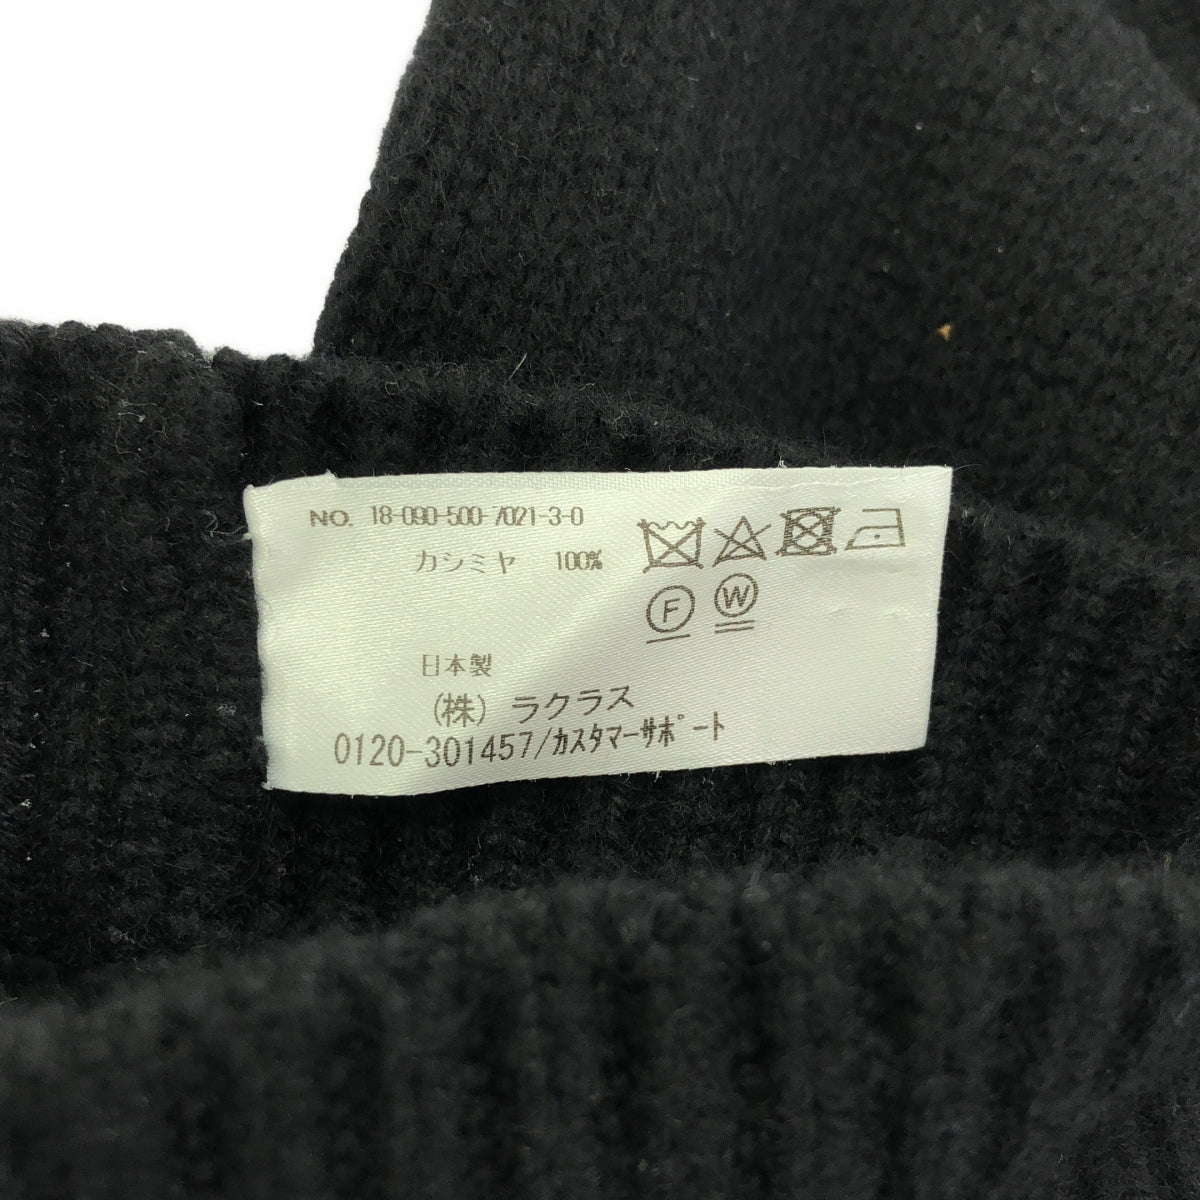 NO. 18-090-500-7021-3-0
カシミヤ 100%
F W
日本製
(株) ラクラス
0120-301457/カスタマーサポート